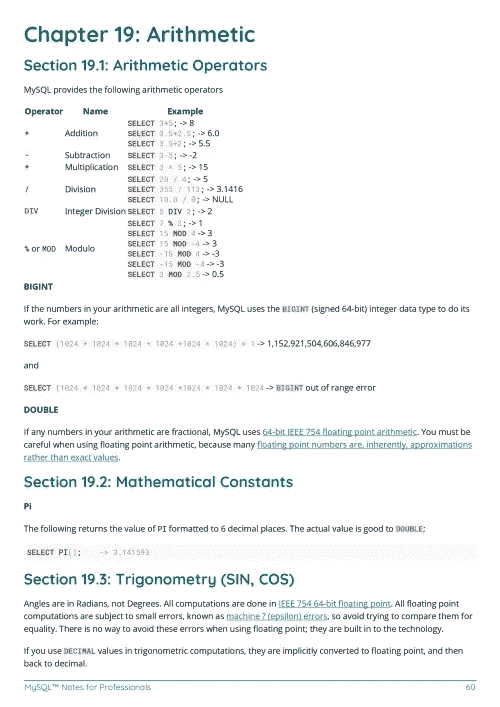 Chapter 19: Arithmetic
Section 19.1: Arithmetic Operators
MySQL provides the following arithmetic operators
Operator Name Example
SELECT 3+5; -> 8
+ Addition SELECT 3.5+2.5; -> 6.0
SELECT 3.5+2; -> 5.5
- Subtraction SELECT 3-5; -> -2
* Multiplication SELECT 3 * 5; -> 15
SELECT 20 / 4; -> 5
/ Division SELECT 355 / 113; -> 3.1416
SELECT 10.0 / 0; -> NULL
DIV Integer Division SELECT 5 DIV 2; -> 2
SELECT 7 % 3; -> 1
SELECT 15 MOD 4 -> 3
SELECT 15 MOD -4 -> 3
% or MOD Modulo SELECT -15 MOD 4 -> -3
SELECT -15 MOD -4 -> -3
SELECT 3 MOD 2.5 -> 0.5
BIGINT
If the numbers in your arithmetic are all integers, MySQL uses the BIGINT (signed 64-bit) integer data type to do its
work. For example:
SELECT (1024 * 1024 * 1024 * 1024 *1024 * 1024) + 1 -> 1,152,921,504,606,846,977
and
SELECT (1024 * 1024 * 1024 * 1024 *1024 * 1024 * 1024 -> BIGINT out of range error
DOUBLE
If any numbers in your arithmetic are fractional, MySQL uses 64-bit IEEE 754 floating point arithmetic. You must be
careful when using floating point arithmetic, because many floating point numbers are, inherently, approximations
rather than exact values.
Section 19.2: Mathematical Constants
Pi
The following returns the value of PI formatted to 6 decimal places. The actual value is good to DOUBLE;
SELECT PI(); -> 3.141593
Section 19.3: Trigonometry (SIN, COS)
Angles are in Radians, not Degrees. All computations are done in IEEE 754 64-bit floating point. All floating point
computations are subject to small errors, known as machine ? (epsilon) errors, so avoid trying to compare them for
equality. There is no way to avoid these errors when using floating point; they are built in to the technology.
If you use DECIMAL values in trigonometric computations, they are implicitly converted to floating point, and then
back to decimal.
MySQL™ Notes for Professionals 60